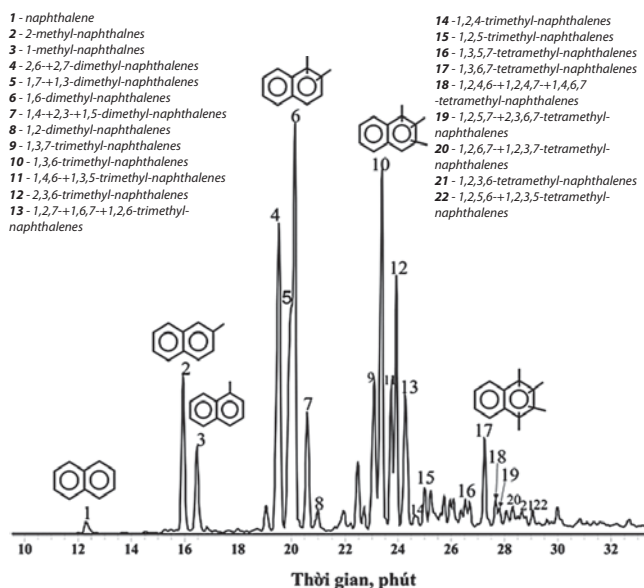 1 - naphthalene
2 - 2-methyl-naphthalnes
3 - 1-methyl-naphthalenes
4 - 2,6-+2,7-dimethyl-naphthalenes
5 - 1,7-+1,3-dimethyl-naphthalenes
6 - 1,6-dimethyl-naphthalenes
7 - 1,4-+2,3-+1,5-dimethyl-naphthalenes
8 - 1,2-dimethyl-naphthalenes
9 - 1,3,7-trimethyl-naphthalenes
10 - 1,3,6-trimethyl-naphthalenes
11 - 1,4,6-+1,3,5-trimethyl-naphthalenes
12 - 2,3,6-trimethyl-naphthalenes
13 - 1,2,7-+1,6,7-+1,2,6-trimethyl-
naphthalenes
14 -1,2,4-trimethyl-naphthalenes
15 - 1,2,5-trimethyl-naphthalenes
16 - 1,3,5,7-tetramethyl-naphthalenes
17 - 1,3,6,7-tetramethyl-naphthalenes
18 - 1,2,4,6-+1,2,4,7-+1,4,6,7
-tetramethyl-naphthalenes
19 - 1,2,5,7-+2,3,6,7-tetramethyl-
naphthalenes
20 - 1,2,6,7-+1,2,3,7-tetramethyl-
naphthalenes
21 - 1,2,3,6-tetramethyl-naphthalenes
22 - 1,2,5,6-+1,2,3,5-tetramethyl-
naphthalenes
1
2
3
4
5
6
7
8
9
10
11
12
13
14
15
16
17
18
19
20
21
22
10 12 14 16 18 20 22 24 26 28 30 32
Thời gian, phút